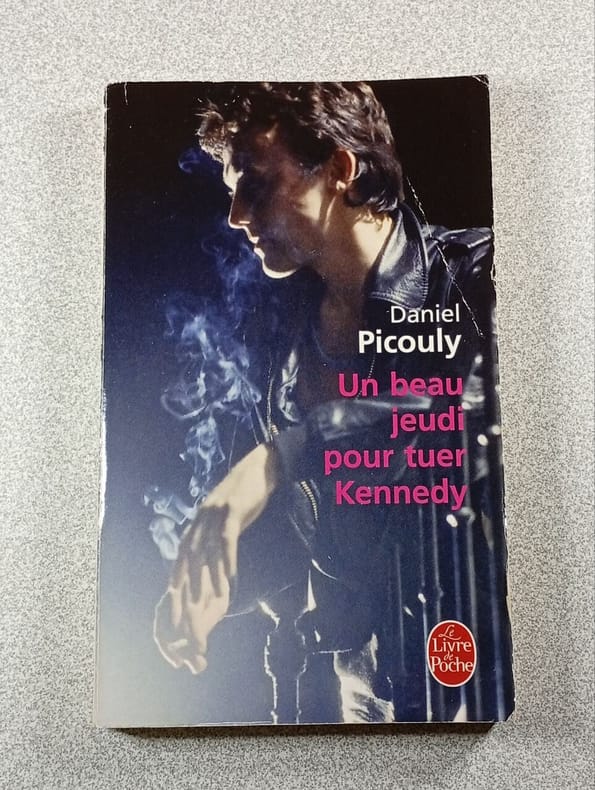 Daniel
Picouly
Un beau
jeudi
pour tuer
Kennedy
Le
Livre
de
Poche